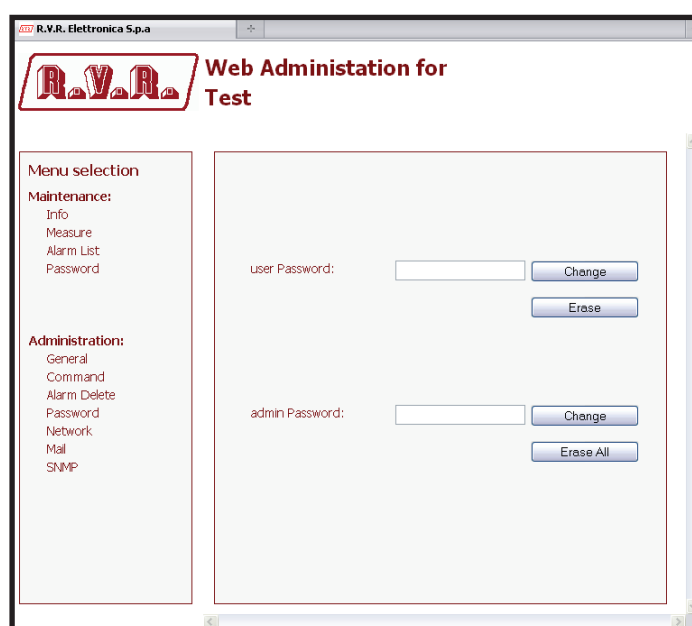 R.V.R. Elettronica S.p.a
R.V.R.
Web Administation for
Test
Menu selection
Maintenance:
Info
Measure
Alarm List
Password
Administration:
General
Command
Alarm Delete
Password
Network
Mail
SNMP
user Password:
Change
Erase
admin Password:
Change
Erase All